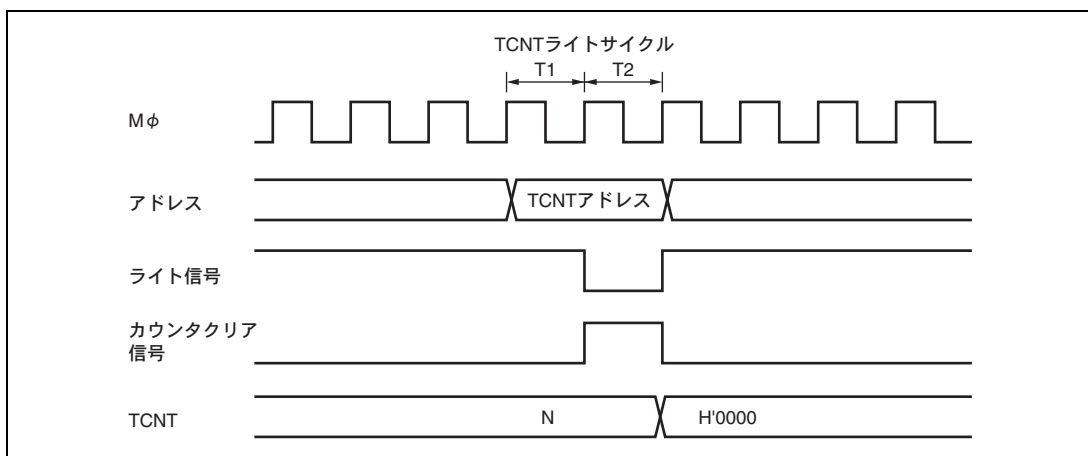 TCNTライトサイクル
T1 T2
Mφ
アドレス
TCNTアドレス
ライト信号
カウンタクリア
信号
TCNT
N
H'0000